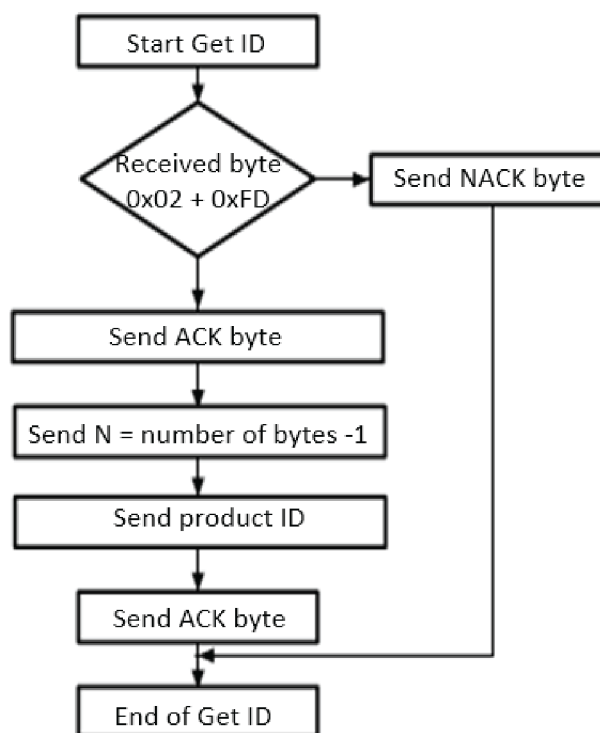 Start Get ID
Received byte
0x02 + 0xFD
Send NACK byte
Send ACK byte
Send N = number of bytes -1
Send product ID
Send ACK byte
End of Get ID